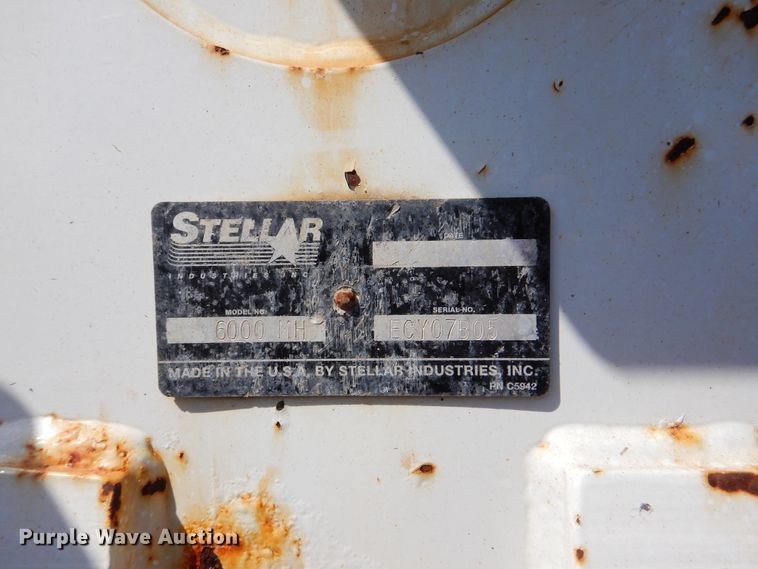 STELLAR
INDUSTRIES INC
DATE
MODEL NO.
6000 MH
SERIAL NO.
ECY07B05
MADE IN THE U.S.A. BY STELLAR INDUSTRIES, INC.
PN C5942
Purple Wave Auction